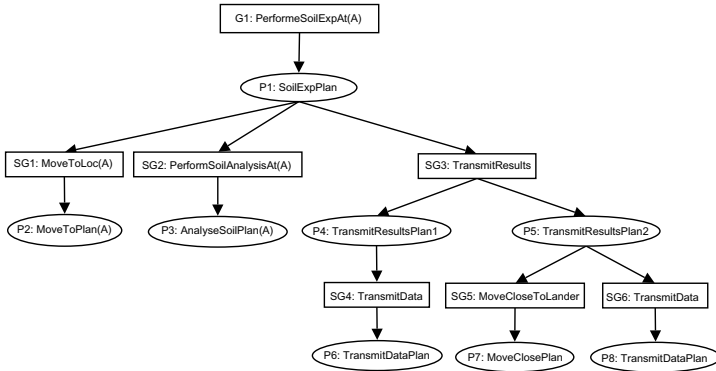 G1: PerformeSoilExpAt(A)
P1: SoilExpPlan
SG1: MoveToLoc(A)
SG2: PerformSoilAnalysisAt(A)
SG3: TransmitResults
P2: MoveToPlan(A)
P3: AnalyseSoilPlan(A)
P4: TransmitResultsPlan1
P5: TransmitResultsPlan2
SG4: TransmitData
SG5: MoveCloseToLander
SG6: TransmitData
P6: TransmitDataPlan
P7: MoveClosePlan
P8: TransmitDataPlan